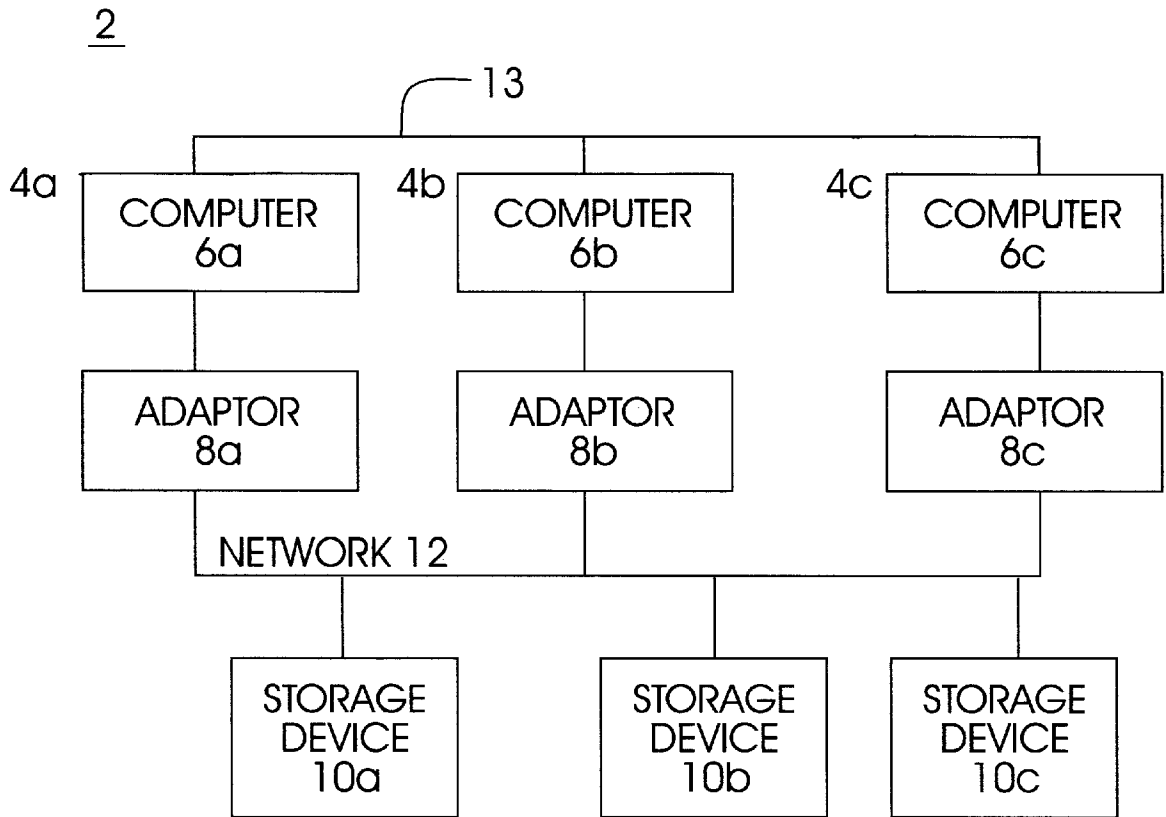 2
13
4a
COMPUTER
6a
4b
COMPUTER
6b
4c
COMPUTER
6c
ADAPTOR
8a
ADAPTOR
8b
ADAPTOR
8c
NETWORK 12
STORAGE
DEVICE
10a
STORAGE
DEVICE
10b
STORAGE
DEVICE
10c